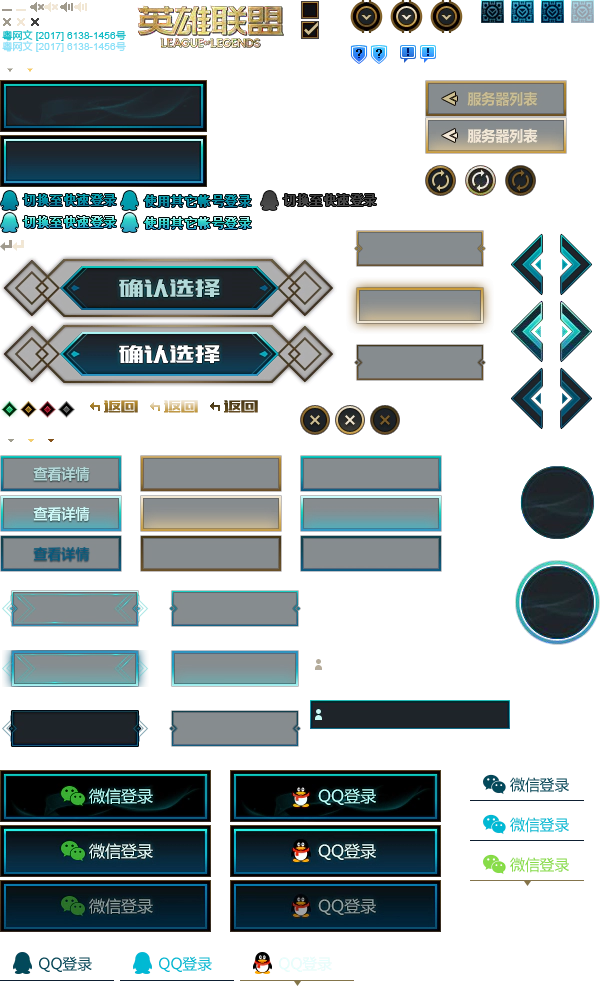 粤网文 [2017] 6138-1456号
粤网文 [2017] 6138-1456号
英雄联盟
LEAGUE OF LEGENDS
服务器列表
服务器列表
切换至快速登录 使用其它帐号登录 切换至快速登录
切换至快速登录 使用其它帐号登录
确认选择
确认选择
返回 返回 返回
查看详情
查看详情
查看详情
微信登录 QQ登录 微信登录
微信登录
微信登录 QQ登录
微信登录
微信登录 QQ登录
QQ登录 QQ登录 QQ登录